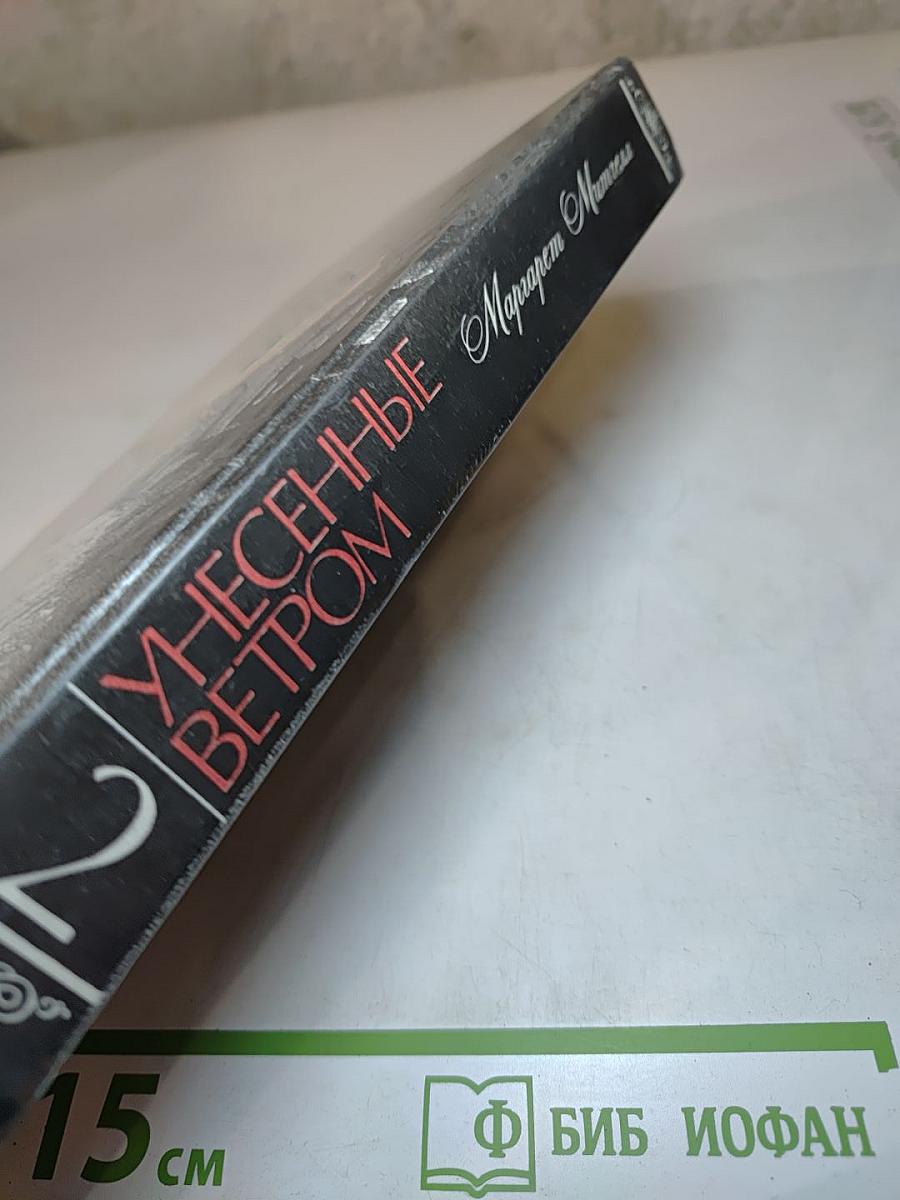 Маргарет Митчелл
УНЕСЕННЫЕ
ВЕТРОМ
2
15 см
Ф БИБ ИОФАН